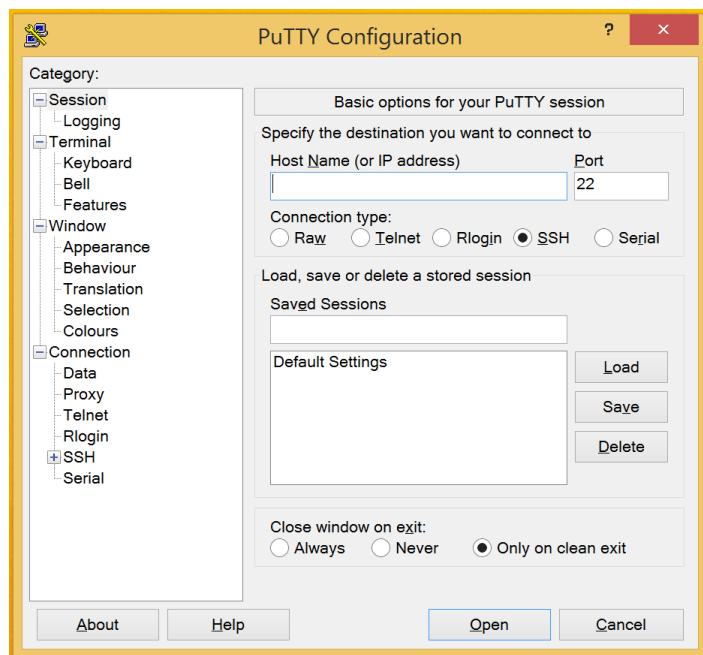 PuTTY Configuration
?
Category:
Session
Logging
Terminal
Keyboard
Bell
Features
Window
Appearance
Behaviour
Translation
Selection
Colours
Connection
Data
Proxy
Telnet
Rlogin
SSH
Serial
Basic options for your PuTTY session
Specify the destination you want to connect to
Host Name (or IP address) Port
22
Connection type:
Raw Telnet Rlogin SSH Serial
Load, save or delete a stored session
Saved Sessions
Default Settings
Load
Save
Delete
Close window on exit:
Always Never Only on clean exit
About Help Open Cancel